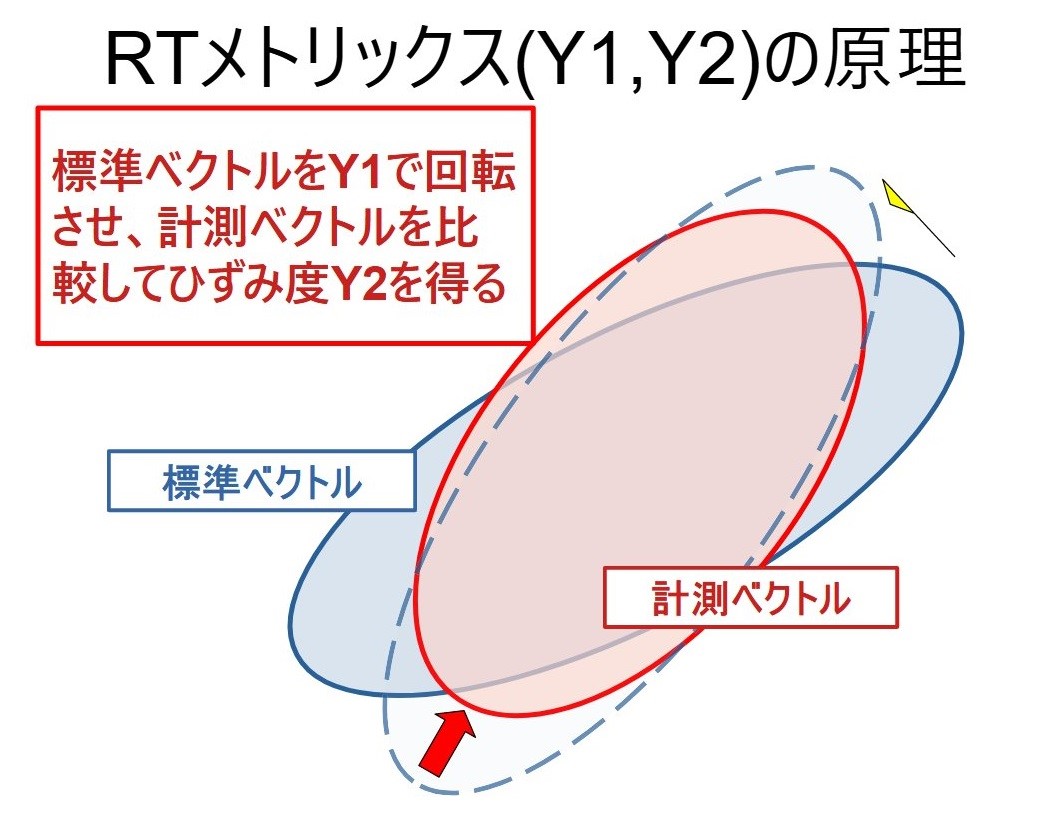 RTメトリックス(Y1,Y2)の原理
標準ベクトルをY1で回転
させ、計測ベクトルを比
較してひずみ度Y2を得る
標準ベクトル
計測ベクトル